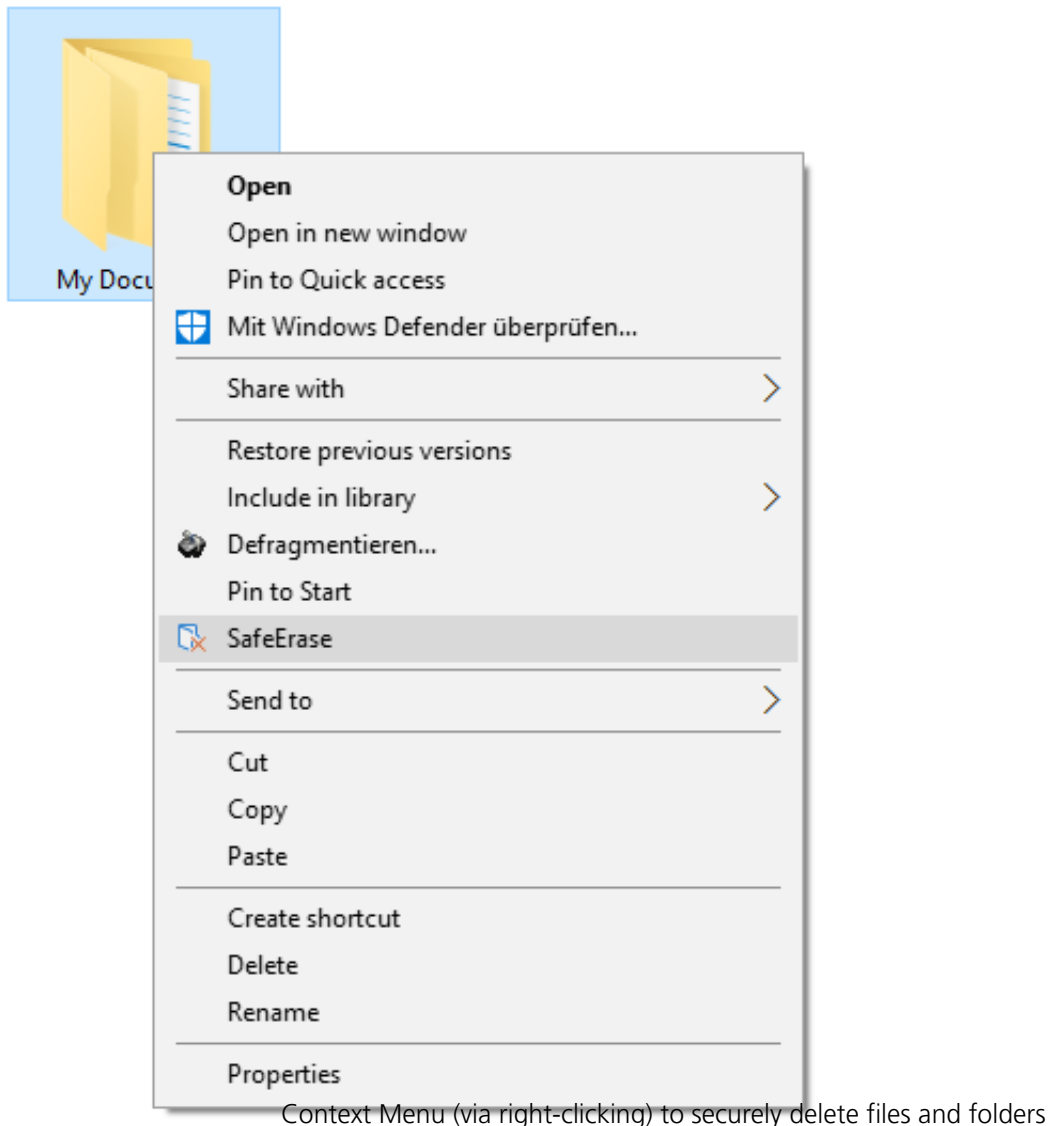 My Docu
Open
Open in new window
Pin to Quick access
Mit Windows Defender überprüfen...
Share with
Restore previous versions
Include in library
Defragmentieren...
Pin to Start
SafeErase
Send to
Cut
Copy
Paste
Create shortcut
Delete
Rename
Properties
Context Menu (via right-clicking) to securely delete files and folders